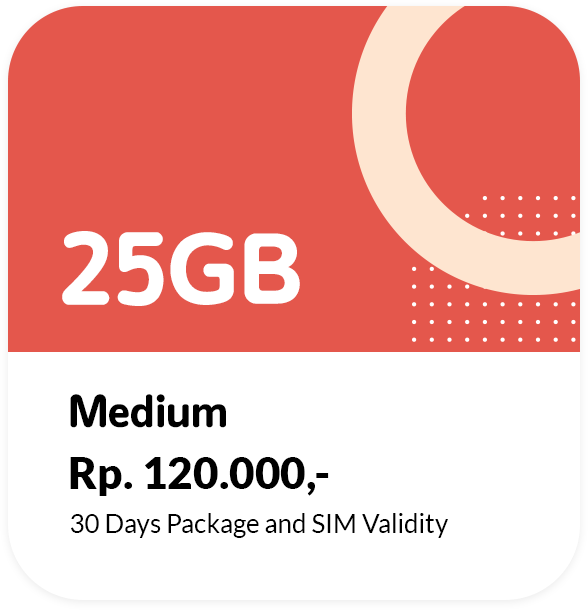 25GB
Medium
Rp. 120.000,-
30 Days Package and SIM Validity